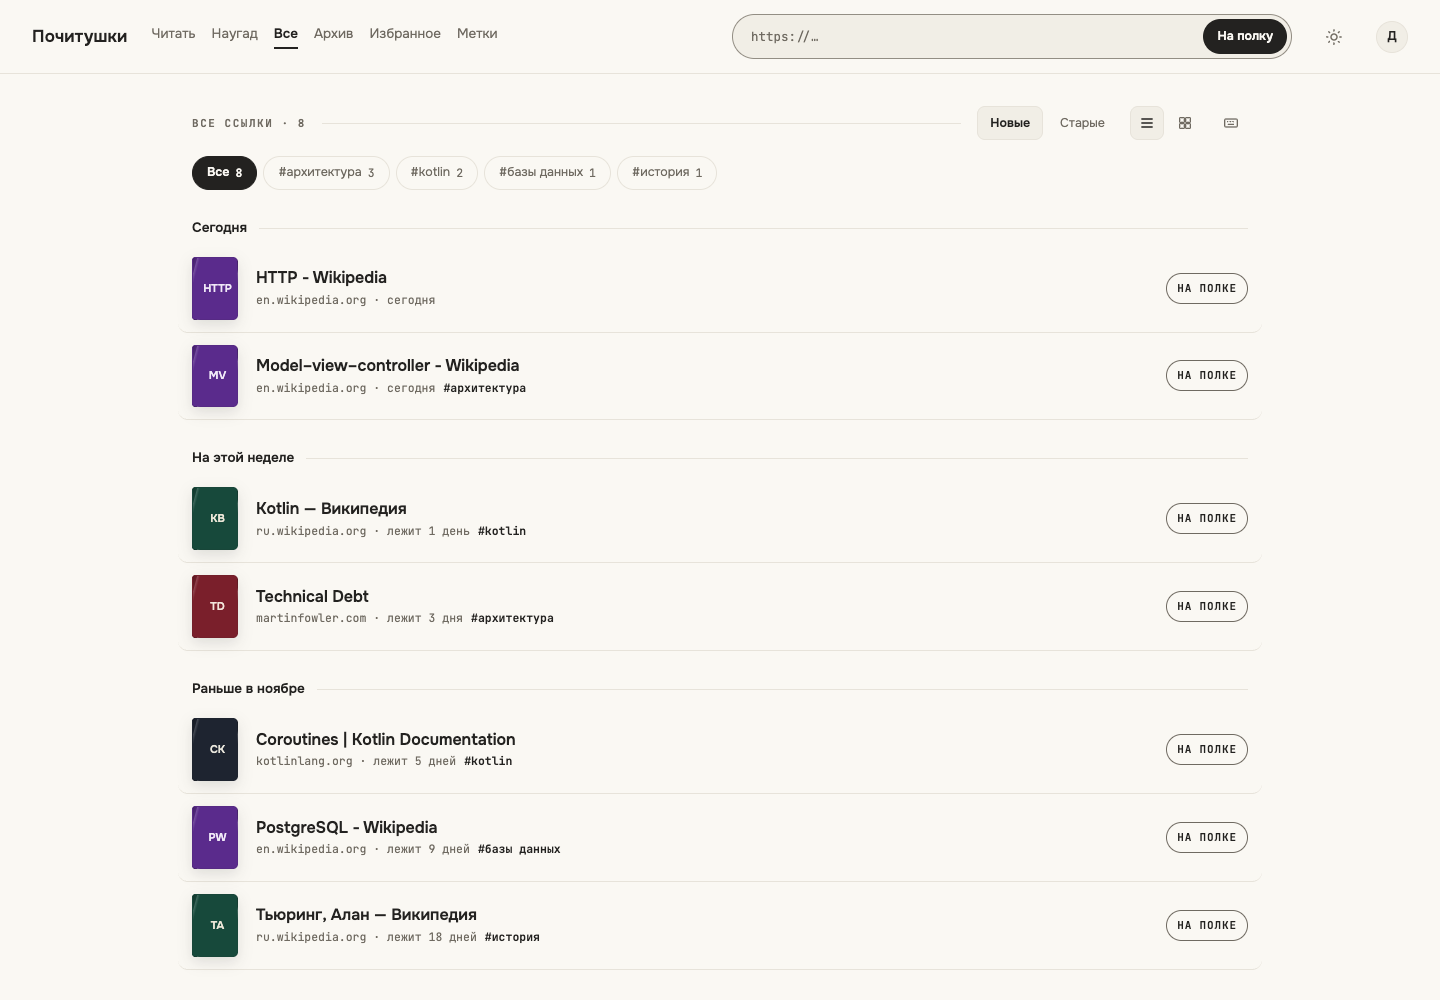 Почитушки Читать Наугад Все Архив Избранное Метки https://… На полку Д
ВСЕ ССЫЛКИ · 8 Новые Старые
Все 8 #архитектура 3 #kotlin 2 #базы данных 1 #история 1
Сегодня
HTTP
HTTP - Wikipedia
en.wikipedia.org · сегодня
НА ПОЛКЕ
MV
Model–view–controller - Wikipedia
en.wikipedia.org · сегодня #архитектура
НА ПОЛКЕ
На этой неделе
КВ
Kotlin — Википедия
ru.wikipedia.org · лежит 1 день #kotlin
НА ПОЛКЕ
TD
Technical Debt
martinfowler.com · лежит 3 дня #архитектура
НА ПОЛКЕ
Раньше в ноябре
CK
Coroutines | Kotlin Documentation
kotlinlang.org · лежит 5 дней #kotlin
НА ПОЛКЕ
PW
PostgreSQL - Wikipedia
en.wikipedia.org · лежит 9 дней #базы данных
НА ПОЛКЕ
ТА
Тьюринг, Алан — Википедия
ru.wikipedia.org · лежит 18 дней #история
НА ПОЛКЕ